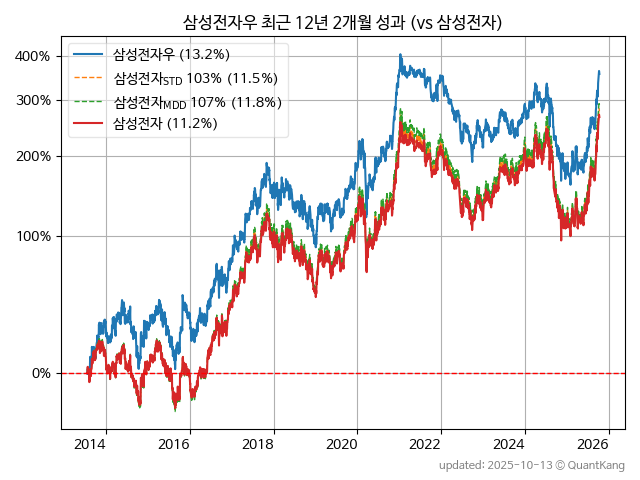 삼성전자우 최근 12년 2개월 성과 (vs 삼성전자)
400%
300%
200%
100%
0%
삼성전자우 (13.2%)
삼성전자STD 103% (11.5%)
삼성전자MDD 107% (11.8%)
삼성전자 (11.2%)
2014 2016 2018 2020 2022 2024 2026
updated: 2025-10-13 © QuantKang